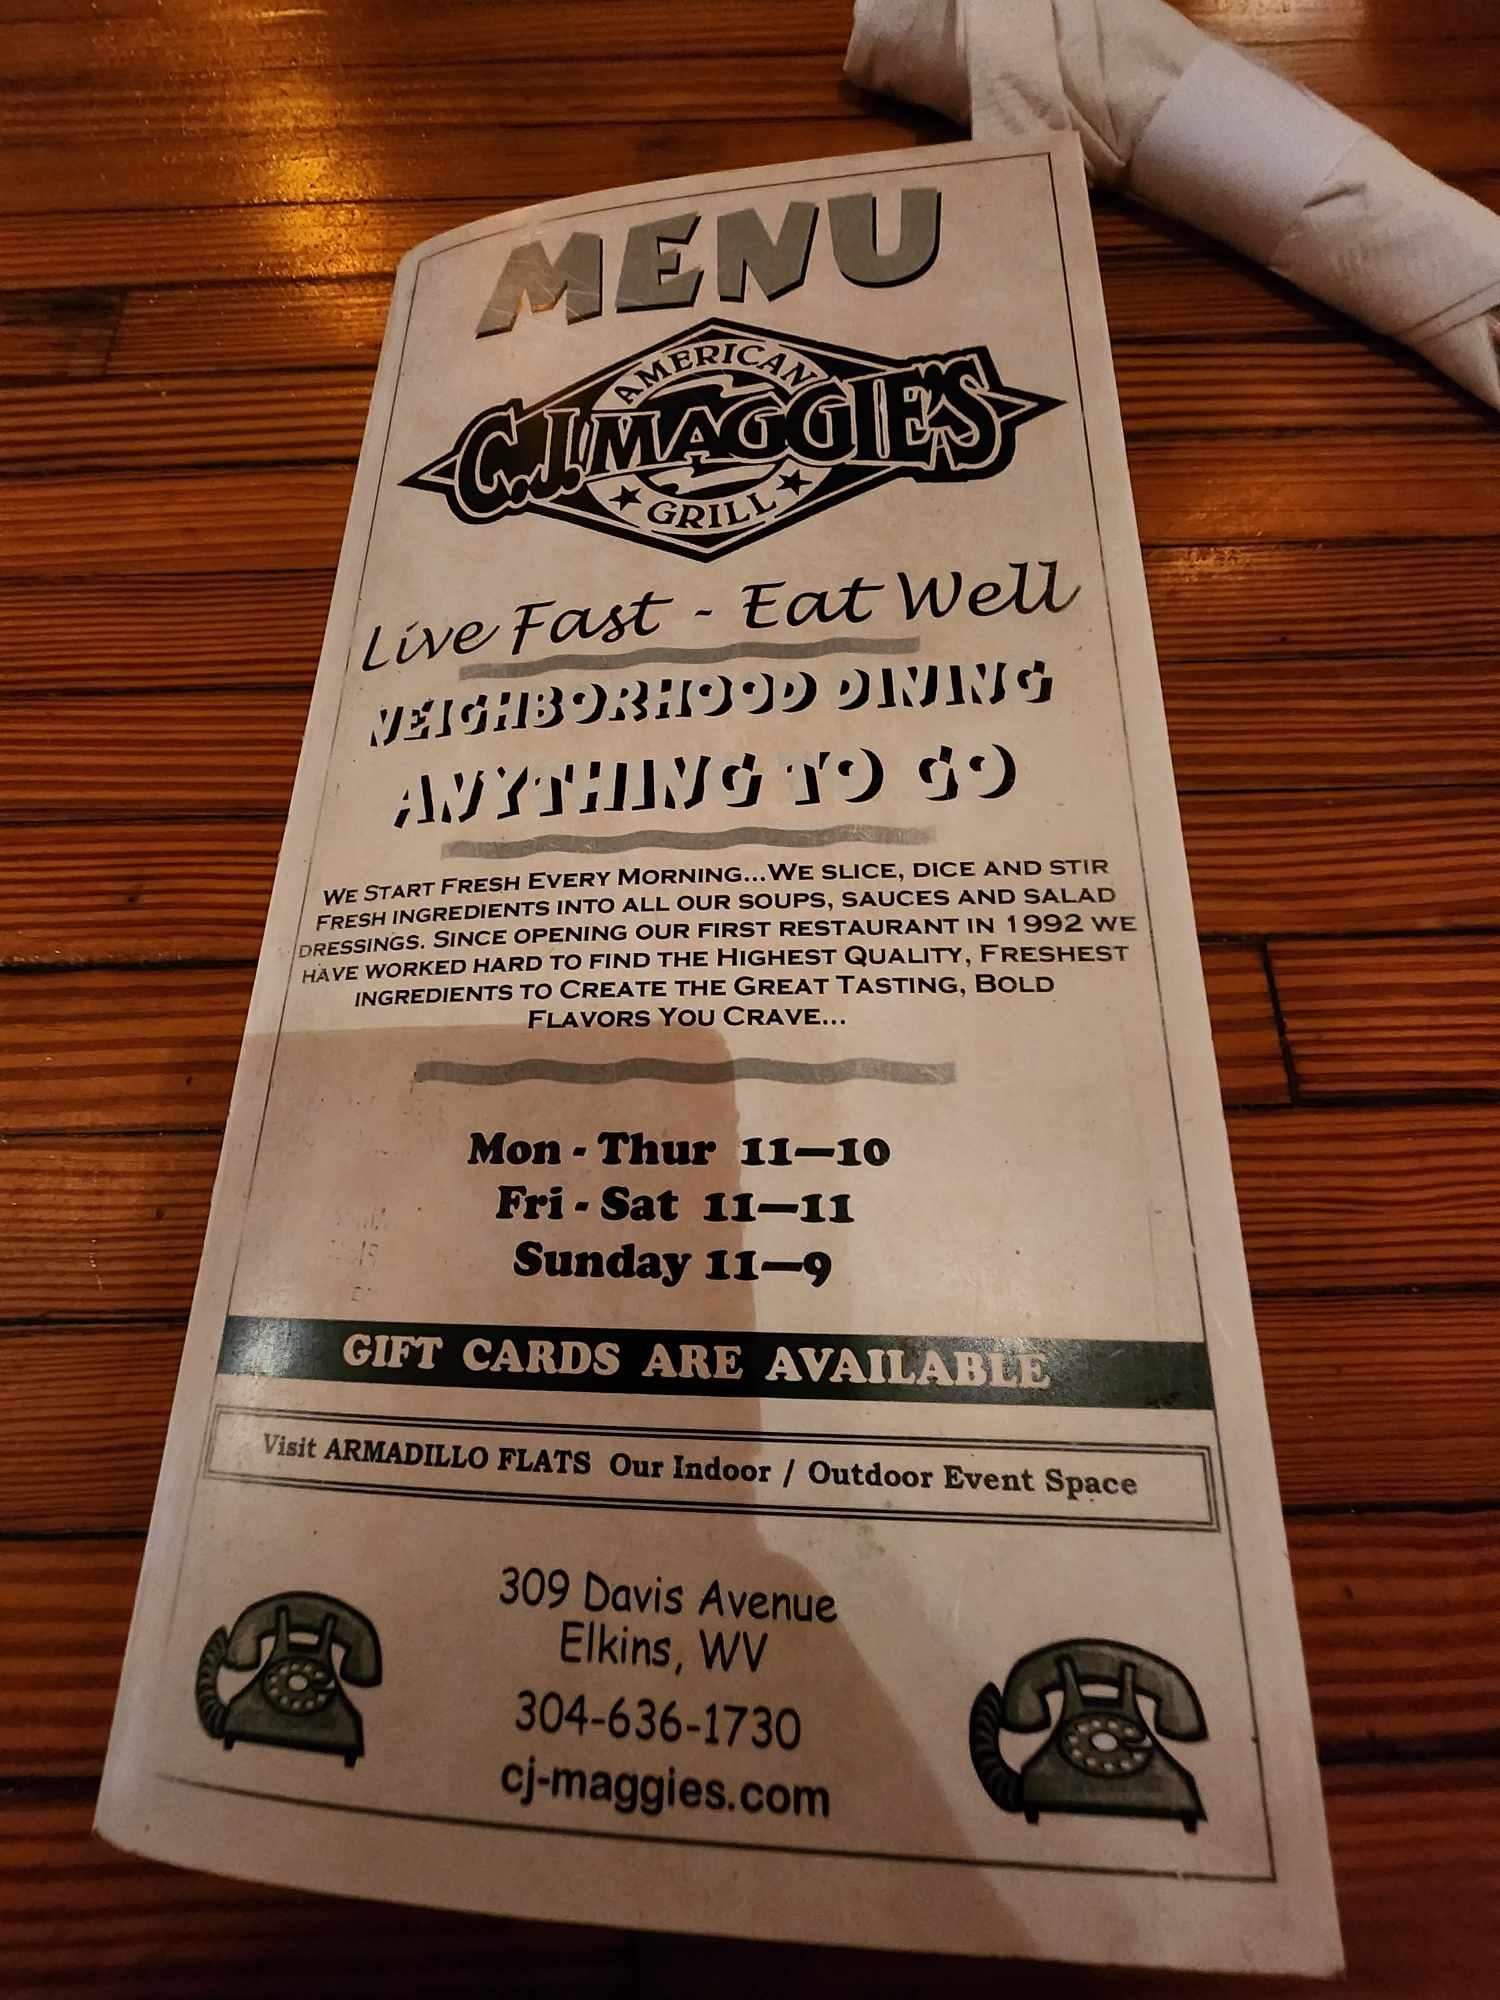 MENU
AMERICAN
C.J. MAGGIE'S
GRILL
Live Fast - Eat Well
NEIGHBORHOOD DINING
ANYTHING TO GO
WE START FRESH EVERY MORNING...WE SLICE, DICE AND STIR
FRESH INGREDIENTS INTO ALL OUR SOUPS, SAUCES AND SALAD
DRESSINGS. SINCE OPENING OUR FIRST RESTAURANT IN 1992 WE
HAVE WORKED HARD TO FIND THE HIGHEST QUALITY, FRESHEST
INGREDIENTS TO CREATE THE GREAT TASTING, BOLD
FLAVORS YOU CRAVE...
Mon - Thur 11—10
Fri - Sat 11—11
Sunday 11—9
GIFT CARDS ARE AVAILABLE
Visit ARMADILLO FLATS Our Indoor / Outdoor Event Space
309 Davis Avenue
Elkins, WV
304-636-1730
cj-maggies.com